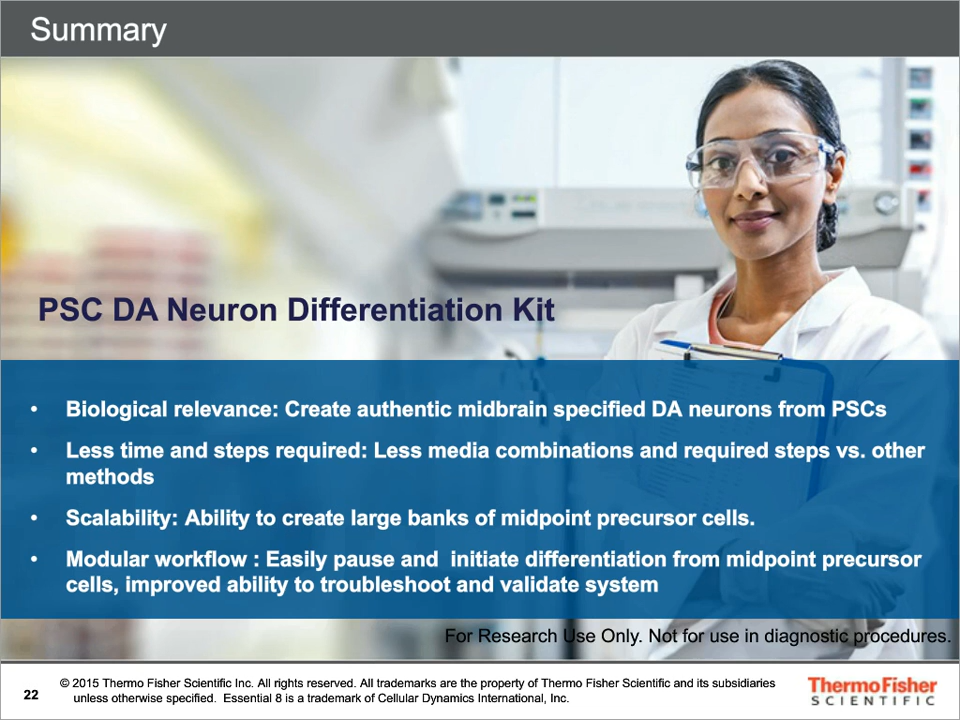 Summary
PSC DA Neuron Differentiation Kit
• Biological relevance: Create authentic midbrain specified DA neurons from PSCs
• Less time and steps required: Less media combinations and required steps vs. other
methods
• Scalability: Ability to create large banks of midpoint precursor cells.
• Modular workflow : Easily pause and  initiate differentiation from midpoint precursor
cells, improved ability to troubleshoot and validate system
For Research Use Only. Not for use in diagnostic procedures.
22
© 2015 Thermo Fisher Scientific Inc. All rights reserved. All trademarks are the property of Thermo Fisher Scientific and its subsidiaries
unless otherwise specified.  Essential 8 is a trademark of Cellular Dynamics International, Inc.
ThermoFisher
SCIENTIFIC